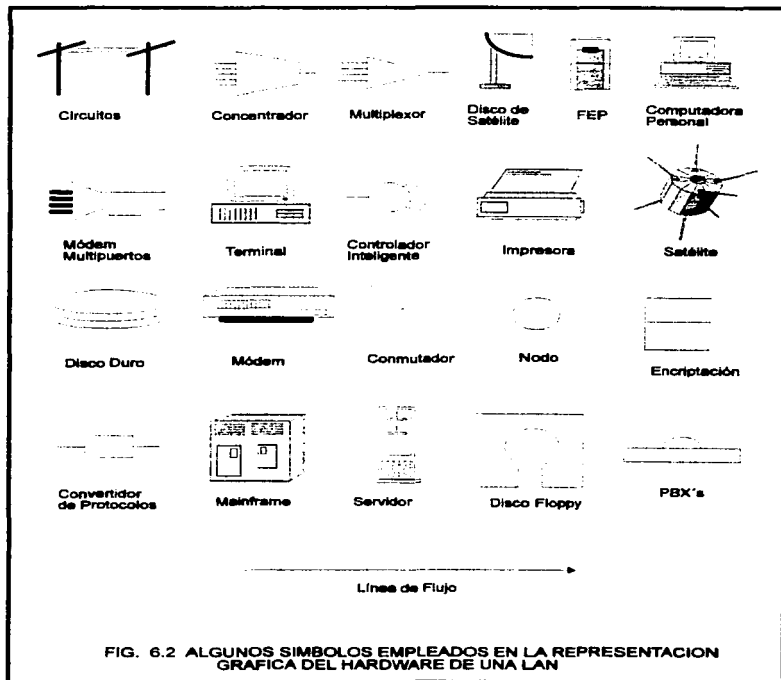 Circuitos
Concentrador
Multiplexor
Disco de
Satélite
FEP
Computadora
Personal
Módem
Multipuertos
Terminal
Controlador
Inteligente
Impresora
Satélite
Disco Duro
Módem
Conmutador
Nodo
Encriptación
Convertidor
de Protocolos
Mainframe
Servidor
Disco Floppy
PBX´s
Línea de Flujo
FIG. 6.2 ALGUNOS SIMBOLOS EMPLEADOS EN LA REPRESENTACION
GRAFICA DEL HARDWARE DE UNA LAN